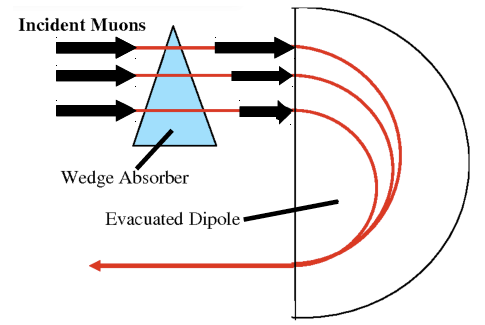 Incident Muons
Wedge Absorber
Evacuated Dipole